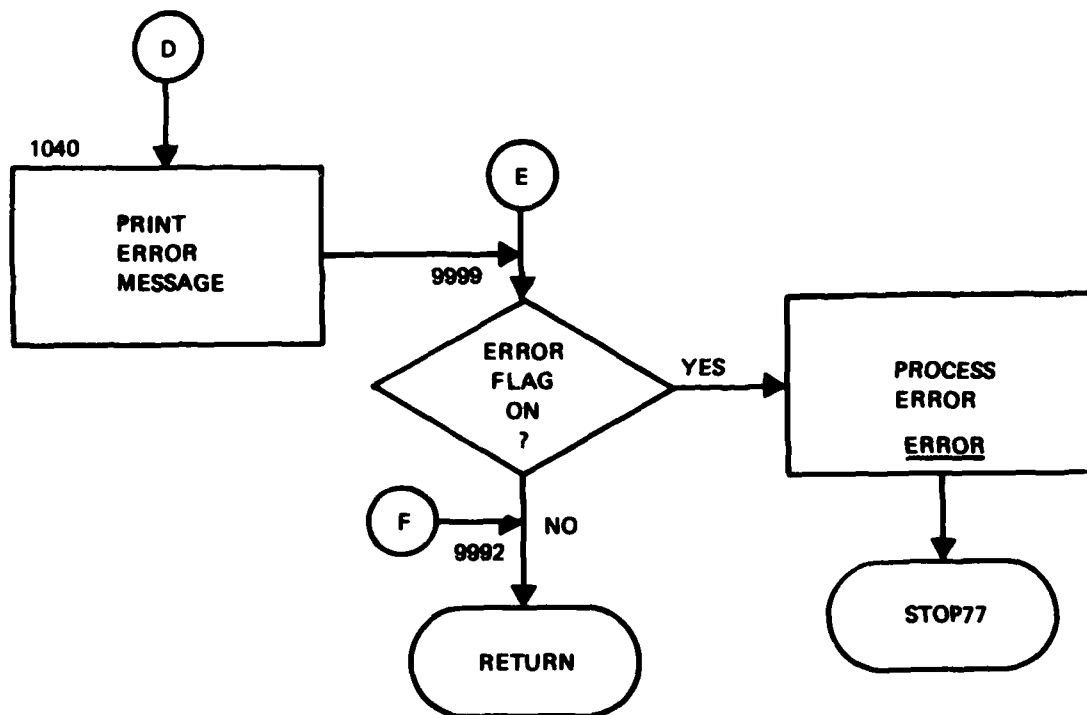 D
1040
PRINT
ERROR
MESSAGE
E
9999
ERROR
FLAG
ON
?
YES
PROCESS
ERROR
ERROR
F
9992
NO
RETURN
STOP77